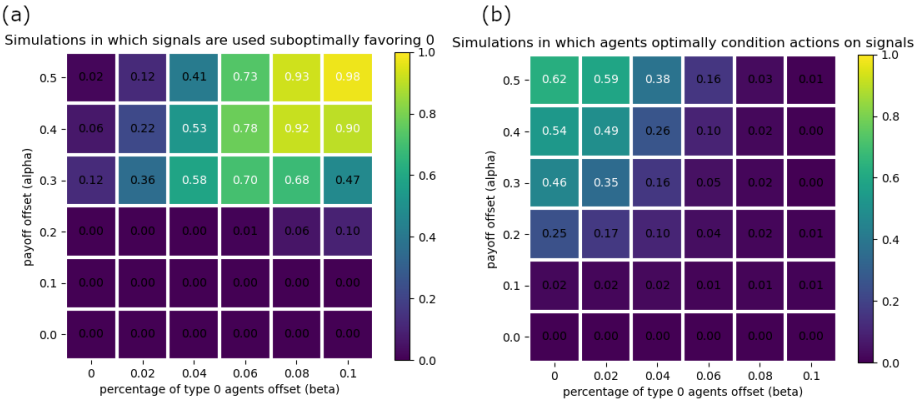 (a)
Simulations in which signals are used suboptimally favoring 0
0.5 0.02 0.12 0.41 0.73 0.93 0.98
0.4 0.06 0.22 0.53 0.78 0.92 0.90
0.3 0.12 0.36 0.58 0.70 0.68 0.47
0.2 0.00 0.00 0.00 0.01 0.06 0.10
0.1 0.00 0.00 0.00 0.00 0.00 0.00
0.0 0.00 0.00 0.00 0.00 0.00 0.00
0 0.02 0.04 0.06 0.08 0.1
payoff offset (alpha)
percentage of type 0 agents offset (beta)
1.0
0.8
0.6
0.4
0.2
0.0
(b)
Simulations in which agents optimally condition actions on signals
0.5 0.62 0.59 0.38 0.16 0.03 0.01
0.4 0.54 0.49 0.26 0.10 0.02 0.00
0.3 0.46 0.35 0.16 0.05 0.02 0.00
0.2 0.25 0.17 0.10 0.04 0.02 0.01
0.1 0.02 0.02 0.02 0.01 0.01 0.01
0.0 0.00 0.00 0.00 0.00 0.00 0.00
0 0.02 0.04 0.06 0.08 0.1
payoff offset (alpha)
percentage of type 0 agents offset (beta)
1.0
0.8
0.6
0.4
0.2
0.0